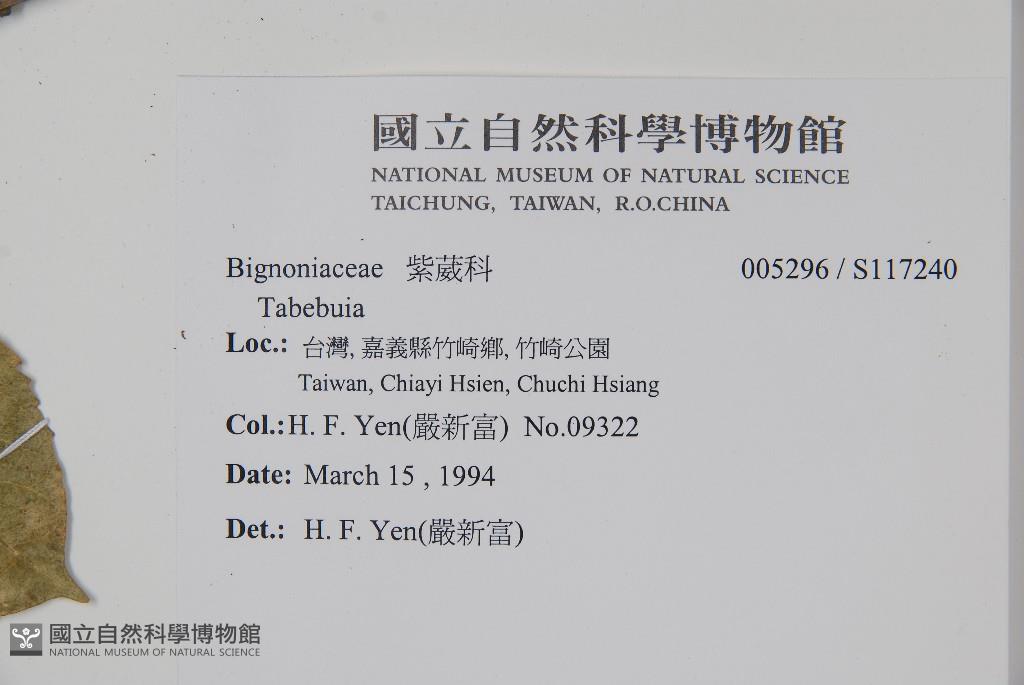 國立自然科學博物館
NATIONAL MUSEUM OF NATURAL SCIENCE
TAICHUNG, TAIWAN, R.O.CHINA
Bignoniaceae 紫葳科 005296 / S117240
Tabebuia
Loc.: 台灣, 嘉義縣竹崎鄉, 竹崎公園
Taiwan, Chiayi Hsien, Chuchi Hsiang
Col.: H. F. Yen(嚴新富) No.09322
Date: March 15 , 1994
Det.: H. F. Yen(嚴新富)
國立自然科學博物館
NATIONAL MUSEUM OF NATURAL SCIENCE